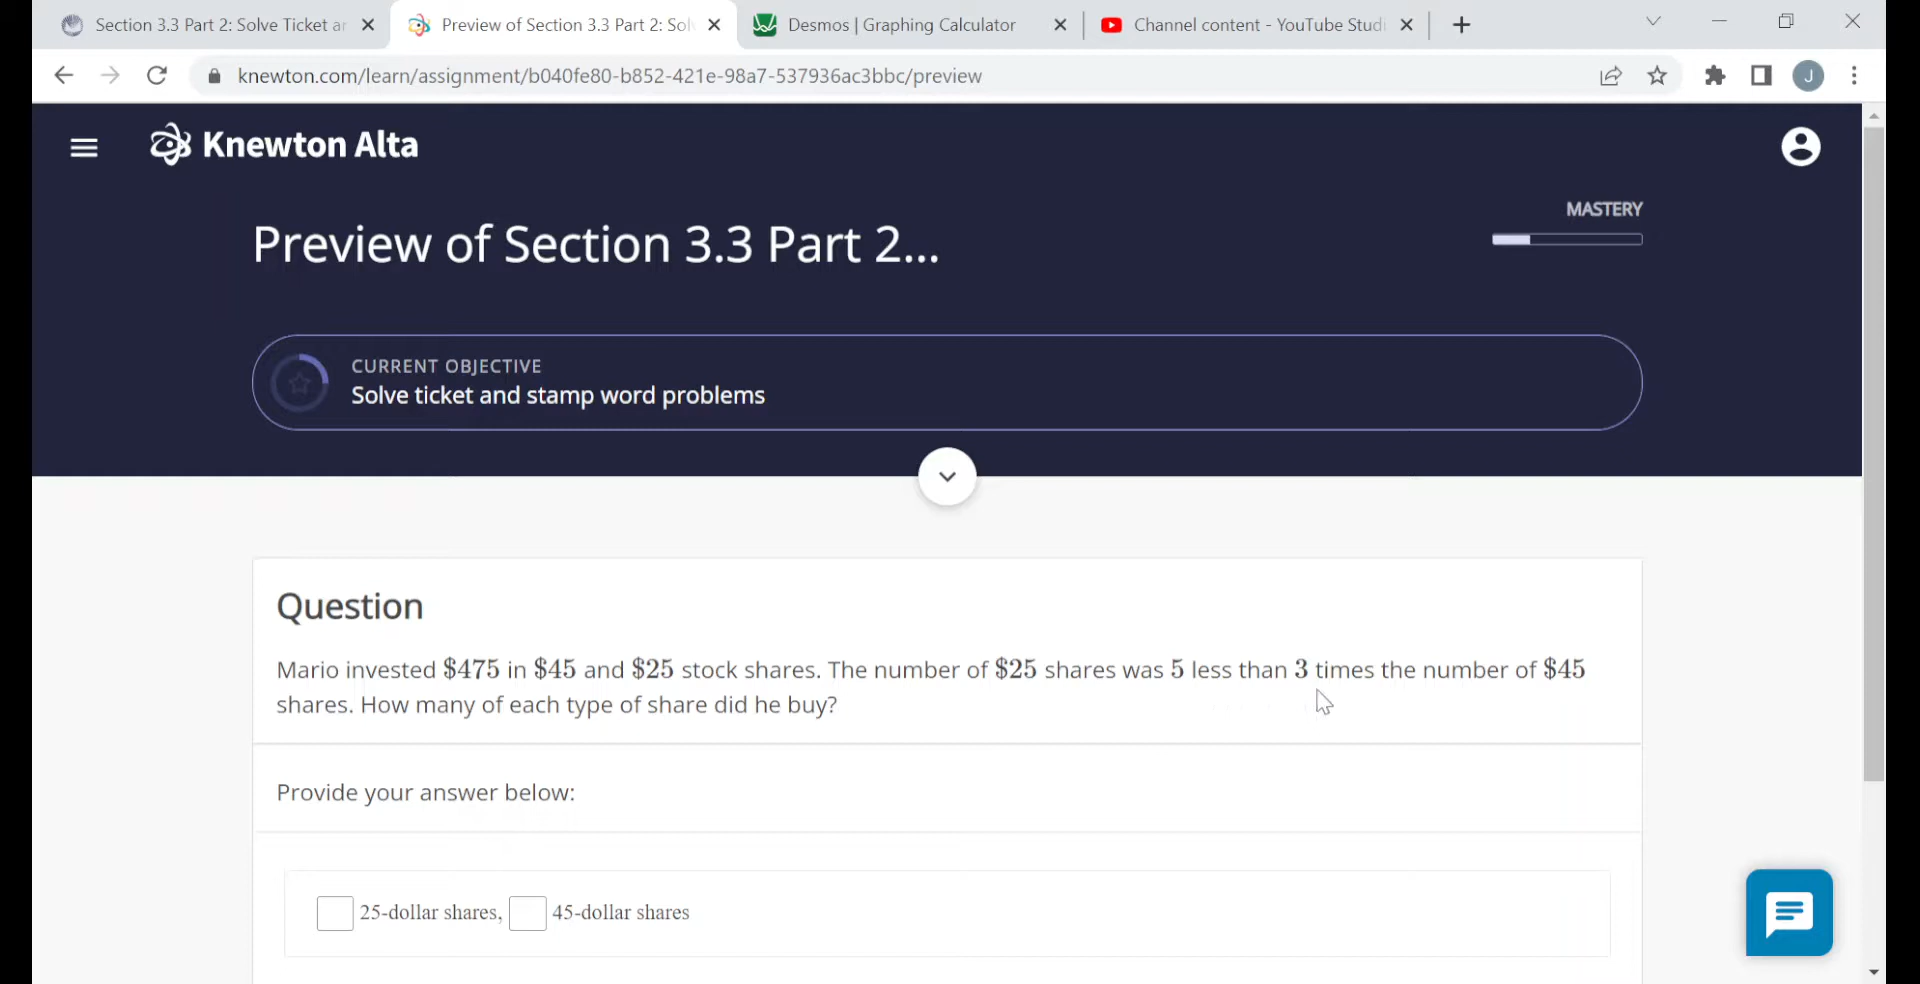 Section 3.3 Part 2: Solve Ticket ar
Preview of Section 3.3 Part 2: Sol
Desmos | Graphing Calculator
Channel content - YouTube Studi
knewton.com/learn/assignment/b040fe80-b852-421e-98a7-537936ac3bbc/preview
J
Knewton Alta
MASTERY
Preview of Section 3.3 Part 2...
CURRENT OBJECTIVE
Solve ticket and stamp word problems
Question
Mario invested $475 in $45 and $25 stock shares. The number of $25 shares was 5 less than 3 times the number of $45
shares. How many of each type of share did he buy?
Provide your answer below:
25-dollar shares, 45-dollar shares